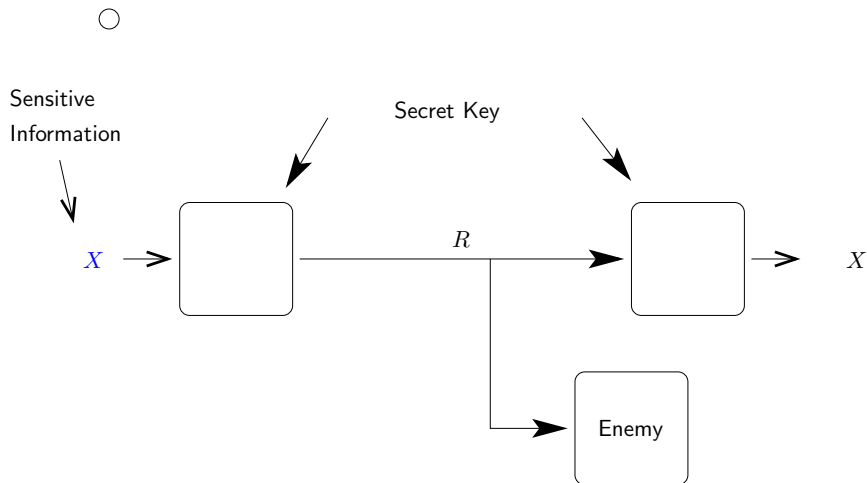 Sensitive
Information
Secret Key
X
R
X
Enemy